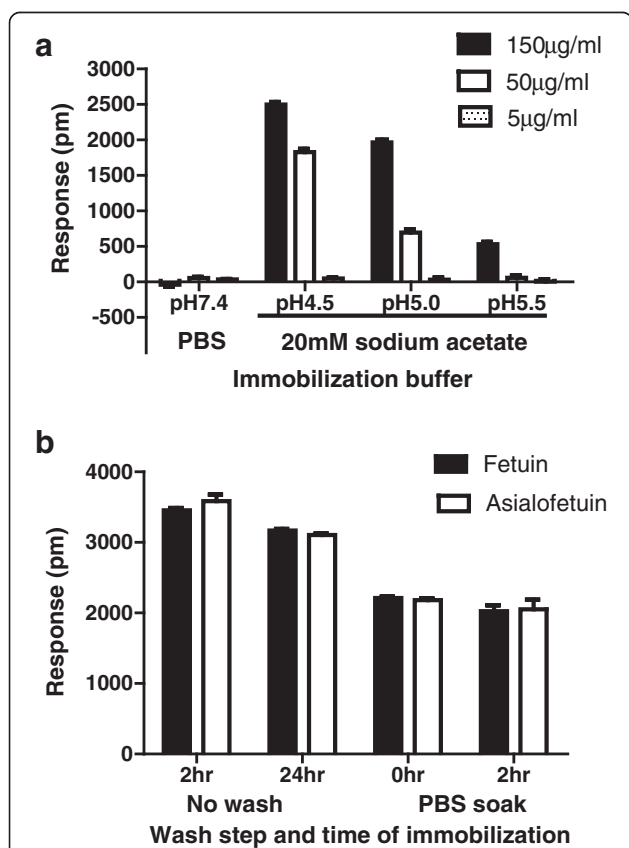 a
150µg/ml
50µg/ml
5µg/ml
Response (pm)
3000
2500
2000
1500
1000
500
0
-500
pH7.4 pH4.5 pH5.0 pH5.5
PBS 20mM sodium acetate
Immobilization buffer
b
Fetuin
Asialofetuin
Response (pm)
4000
3000
2000
1000
0
2hr 24hr 0hr 2hr
No wash PBS soak
Wash step and time of immobilization